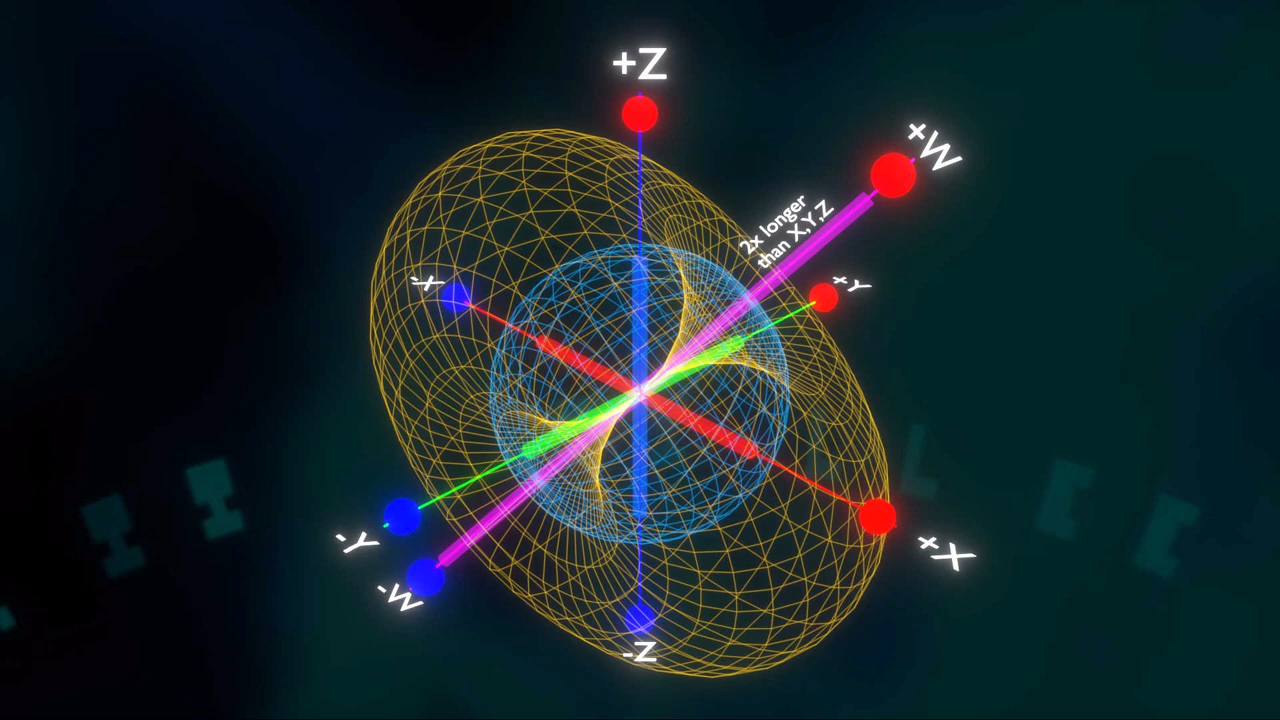 +Z
+W
2x longer
than X,Y,Z
-X
+Y
-Y
+X
-W
-Z